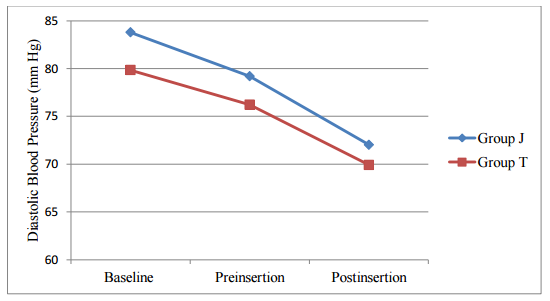 85
80
75
70
65
60
Diastolic Blood Pressure (mm Hg)
Baseline
Preinsertion
Postinsertion
Group J
Group T